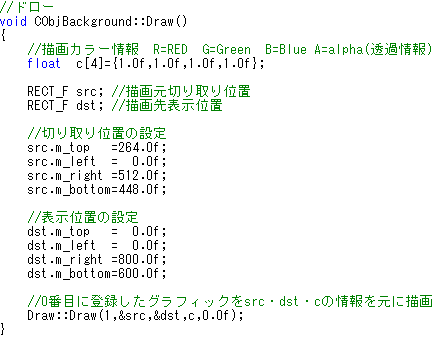 //ドロー
void CObjBackground::Draw()
{
//描画カラー情報 R=RED G=Green B=Blue A=alpha(透過情報)
float c[4]={1.0f,1.0f,1.0f,1.0f};
RECT_F src; //描画元切り取り位置
RECT_F dst; //描画先表示位置
//切り取り位置の設定
src.m_top =264.0f;
src.m_left = 0.0f;
src.m_right =512.0f;
src.m_bottom=448.0f;
//表示位置の設定
dst.m_top = 0.0f;
dst.m_left = 0.0f;
dst.m_right =800.0f;
dst.m_bottom=600.0f;
//0番目に登録したグラフィックをsrc・dst・cの情報を元に描画
Draw::Draw(1,&src,&dst,c,0.0f);
}